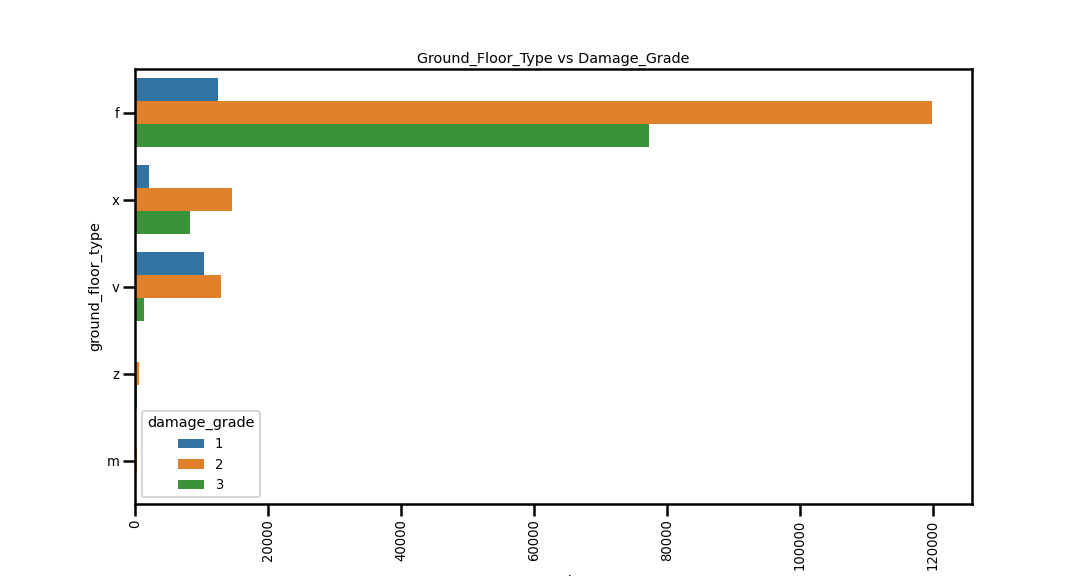 Ground_Floor_Type vs Damage_Grade
ground_floor_type
f
x
v
z
m
damage_grade
1
2
3
0
20000
40000
60000
80000
100000
120000